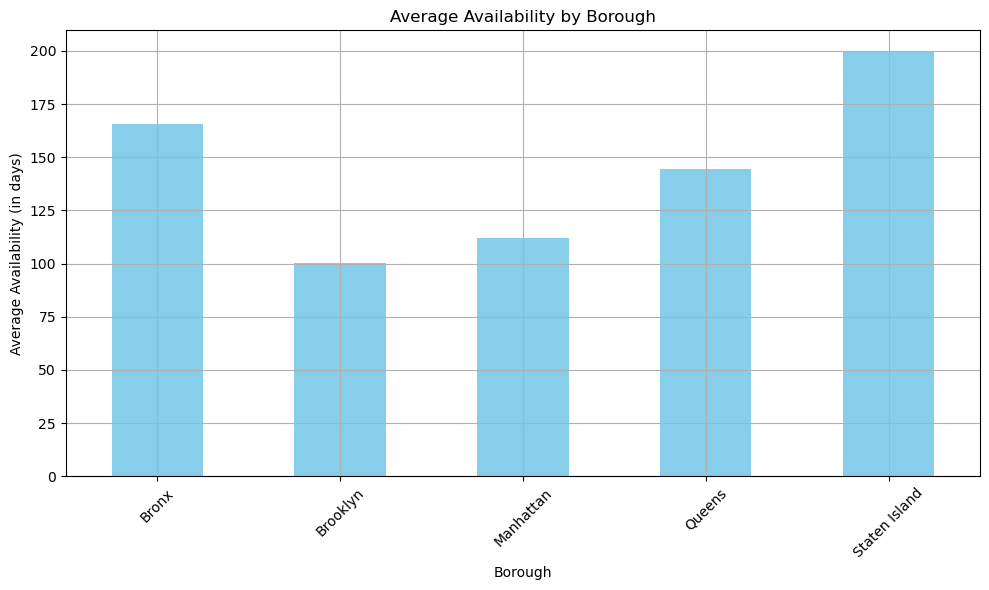 Average Availability by Borough
Average Availability (in days)
200
175
150
125
100
75
50
25
0
Bronx
Brooklyn
Manhattan
Queens
Staten Island
Borough